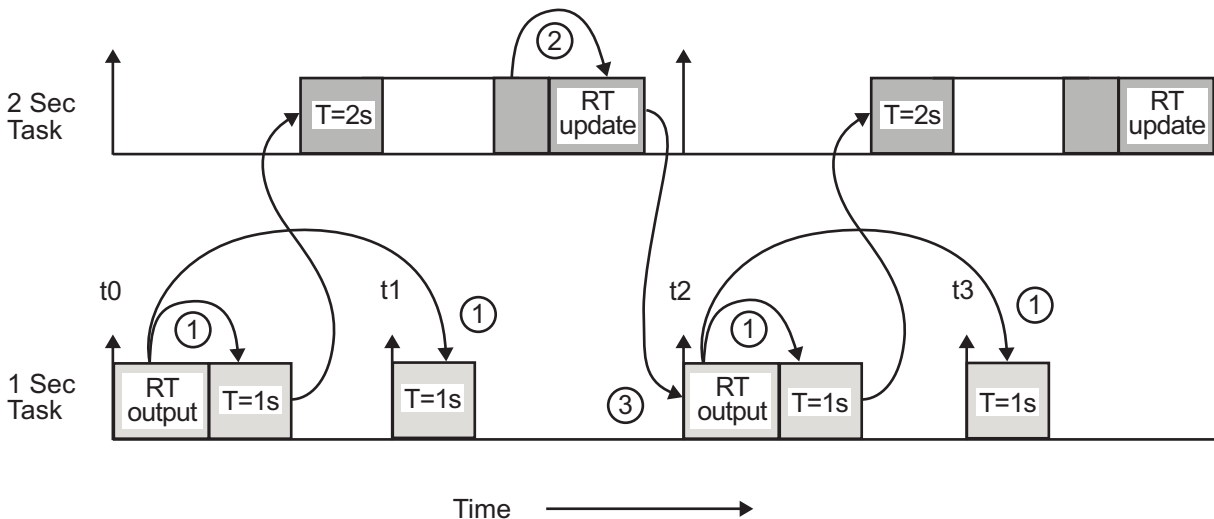 2
2 Sec
Task
T=2s
RT
update
T=2s
RT
update
t0
t1
t2
t3
1
1
1
1
1 Sec
Task
RT
output
T=1s
T=1s
3
RT
output
T=1s
T=1s
Time